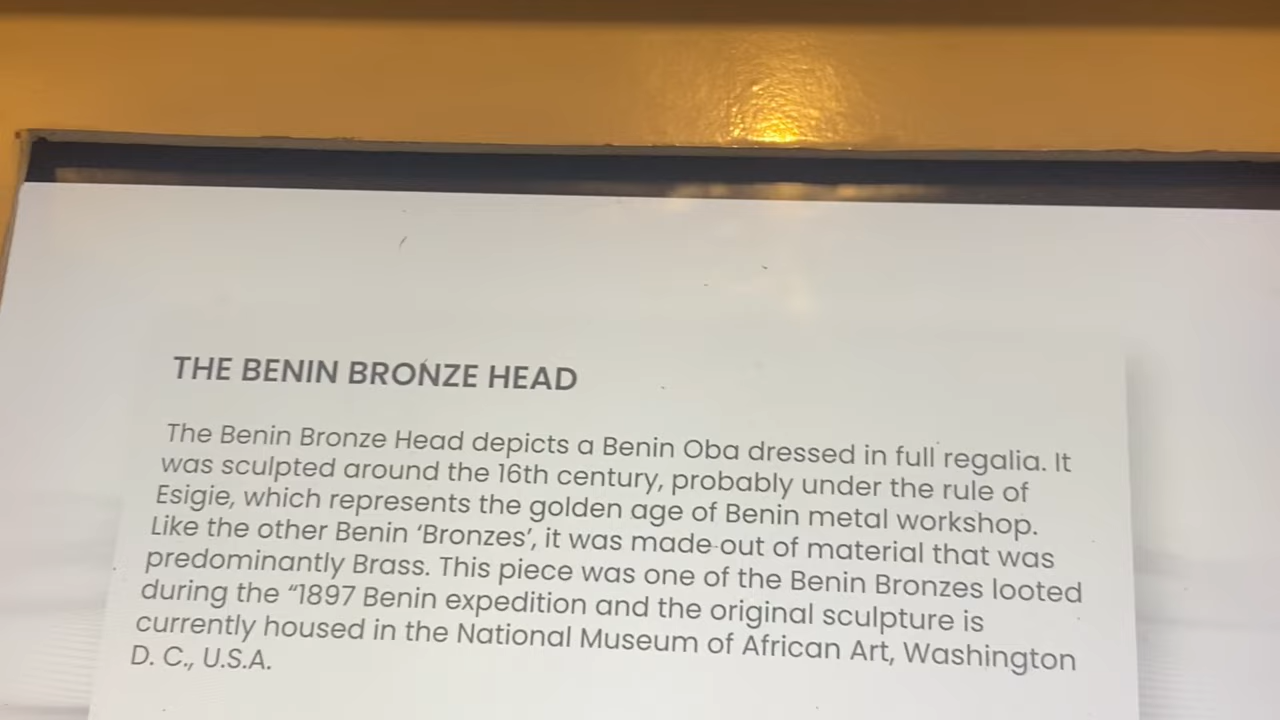 THE BENIN BRONZE HEAD
The Benin Bronze Head depicts a Benin Oba dressed in full regalia. It
was sculpted around the 16th century, probably under the rule of
Esigie, which represents the golden age of Benin metal workshop.
Like the other Benin ‘Bronzes’, it was made out of material that was
predominantly Brass. This piece was one of the Benin Bronzes looted
during the “1897 Benin expedition and the original sculpture is
currently housed in the National Museum of African Art, Washington
D. C., U.S.A.